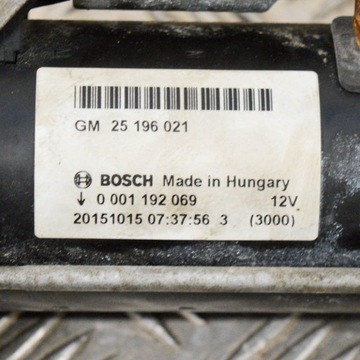 GM 25 196 021
BOSCH Made in Hungary
↓ 0 001 192 069 12V
20151015 07:37:56 3 (3000)